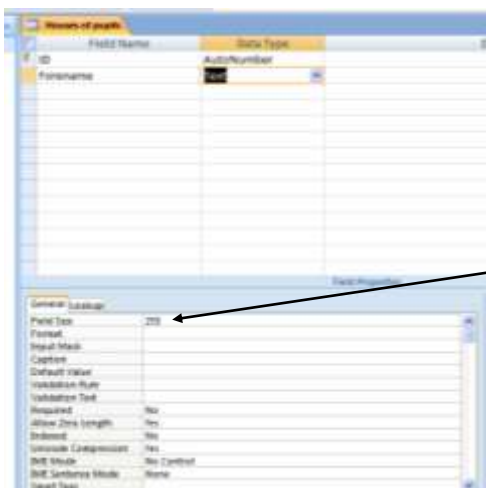 Houses of pupils
Field Name Data Type
ID AutoNumber
Forename Text
Field Properties
General Lookup
Field Size 255
Format
Input Mask
Caption
Default Value
Validation Rule
Validation Text
Required No
Allow Zero Length Yes
Indexed No
Unicode Compression Yes
IME Mode No Control
IME Sentence Mode None
Smart Tags